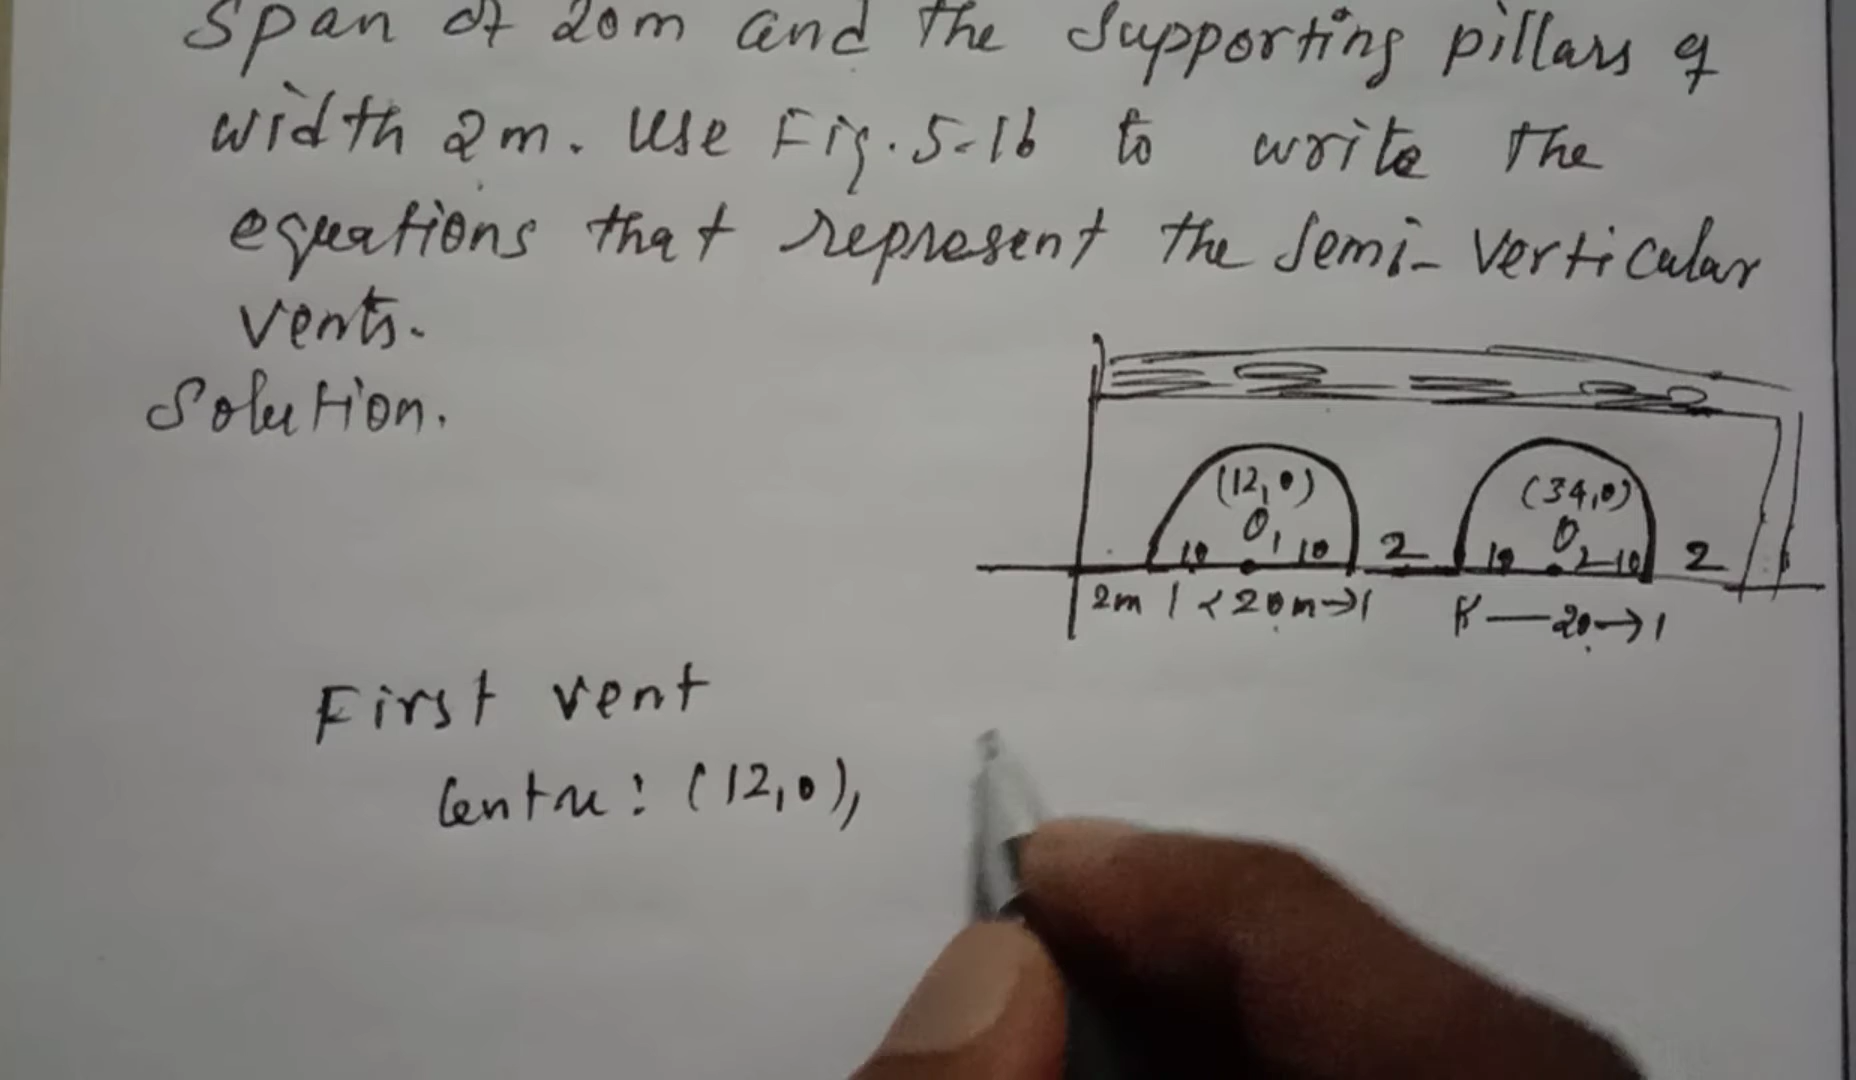 Span of 20m and the Supporting pillars of
width 2m. Use Fig. 5.16 to write the
equations that represent the Semi-Verticular
Vents.
Solution.
(12,0) (34,0)
10 O1 10 2 10 O2 10 2
2m 20m 20
First vent
Centre: (12,0),